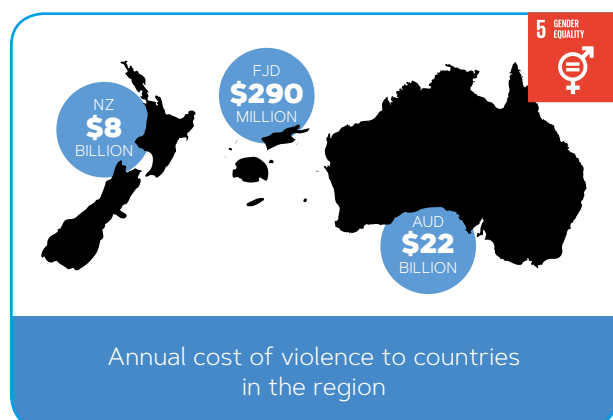 5 GENDER
EQUALITY
NZ
$8
BILLION
FJD
$290
MILLION
AUD
$22
BILLION
Annual cost of violence to countries
in the region